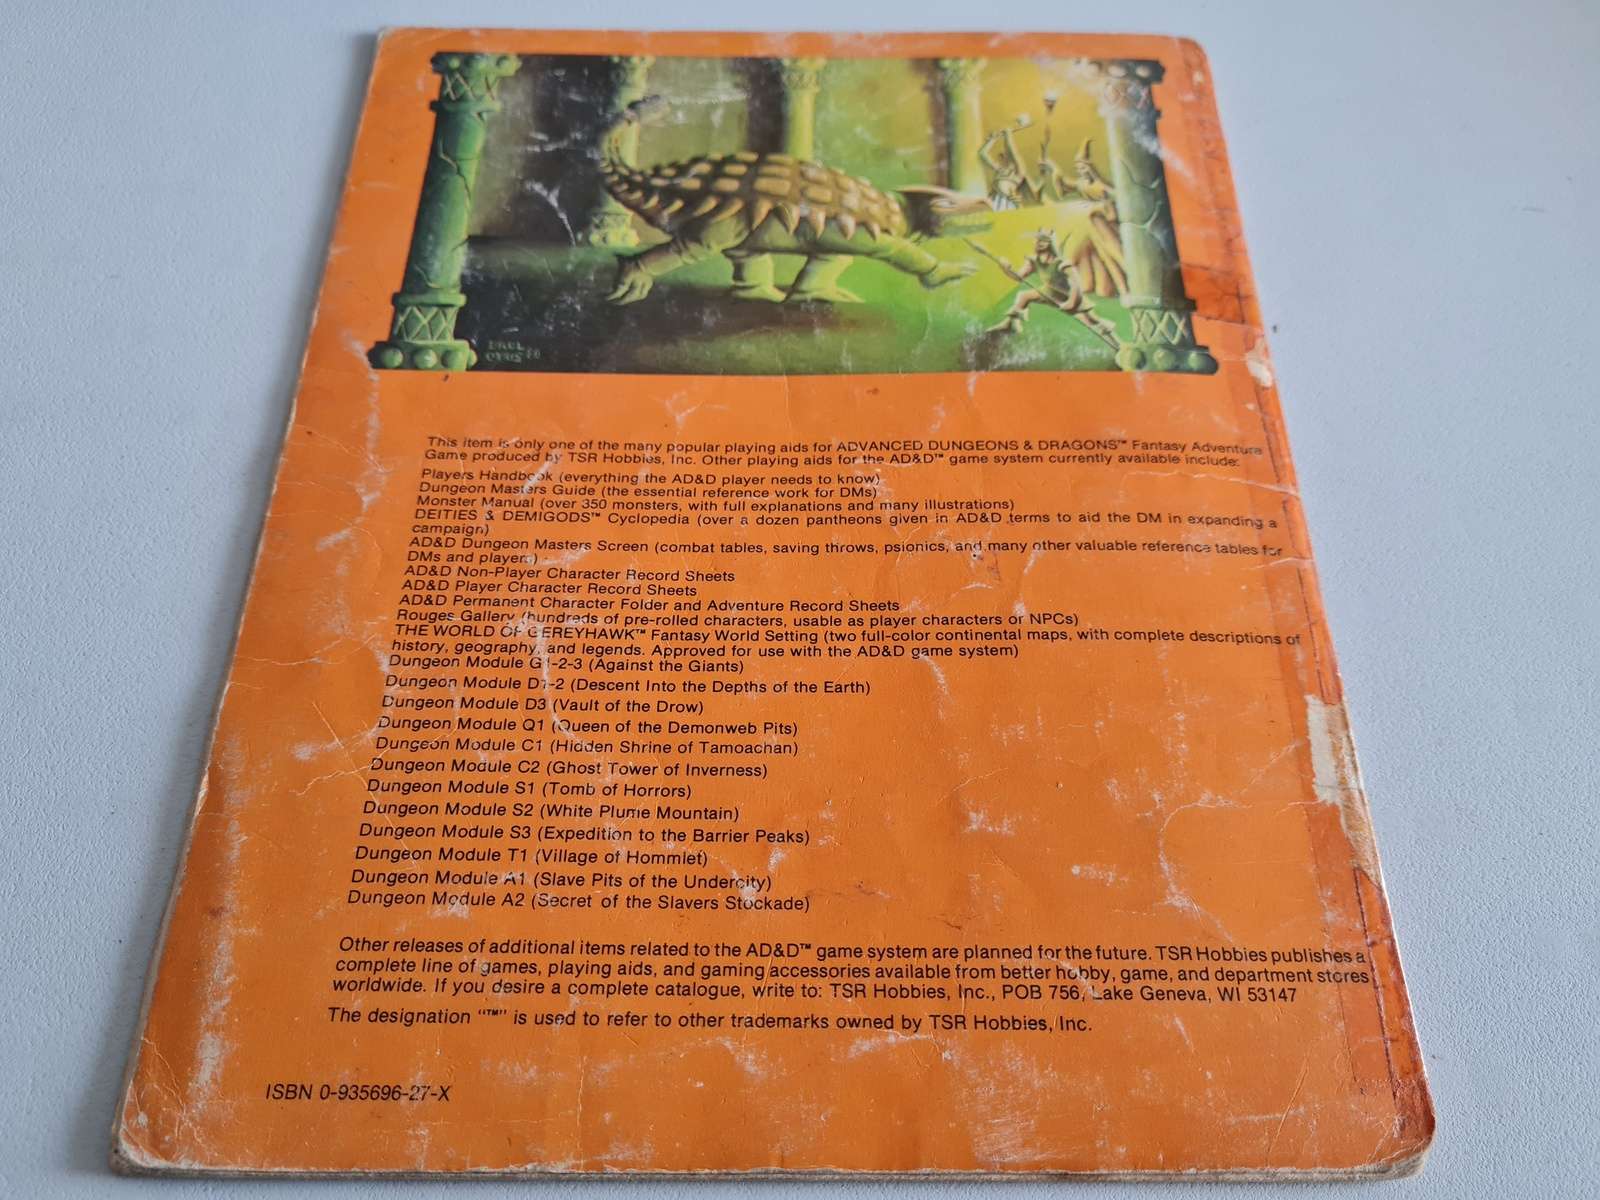 EROL
OTUS 80
This item is only one of the many popular playing aids for ADVANCED DUNGEONS & DRAGONS™ Fantasy Adventure
Game produced by TSR Hobbies, Inc. Other playing aids for the AD&D™ game system currently available include:
Players Handbook (everything the AD&D player needs to know)
Dungeon Masters Guide (the essential reference work for DMs)
Monster Manual (over 350 monsters, with full explanations and many illustrations)
DEITIES & DEMIGODS™ Cyclopedia (over a dozen pantheons given in AD&D terms to aid the DM in expanding a
campaign)
AD&D Dungeon Masters Screen (combat tables, saving throws, psionics, and many other valuable reference tables for
DMs and players)
AD&D Non-Player Character Record Sheets
AD&D Player Character Record Sheets
AD&D Permanent Character Folder and Adventure Record Sheets
Rouges Gallery (hundreds of pre-rolled characters, usable as player characters or NPCs)
THE WORLD OF GEREYHAWK™ Fantasy World Setting (two full-color continental maps, with complete descriptions of
history, geography, and legends. Approved for use with the AD&D game system)
Dungeon Module G1-2-3 (Against the Giants)
Dungeon Module D1-2 (Descent Into the Depths of the Earth)
Dungeon Module D3 (Vault of the Drow)
Dungeon Module Q1 (Queen of the Demonweb Pits)
Dungeon Module C1 (Hidden Shrine of Tamoachan)
Dungeon Module C2 (Ghost Tower of Inverness)
Dungeon Module S1 (Tomb of Horrors)
Dungeon Module S2 (White Plume Mountain)
Dungeon Module S3 (Expedition to the Barrier Peaks)
Dungeon Module T1 (Village of Hommlet)
Dungeon Module A1 (Slave Pits of the Undercity)
Dungeon Module A2 (Secret of the Slavers Stockade)
Other releases of additional items related to the AD&D™ game system are planned for the future. TSR Hobbies publishes a
complete line of games, playing aids, and gaming accessories available from better hobby, game, and department stores
worldwide. If you desire a complete catalogue, write to: TSR Hobbies, Inc., POB 756, Lake Geneva, WI 53147
The designation "™" is used to refer to other trademarks owned by TSR Hobbies, Inc.
ISBN 0-935696-27-X